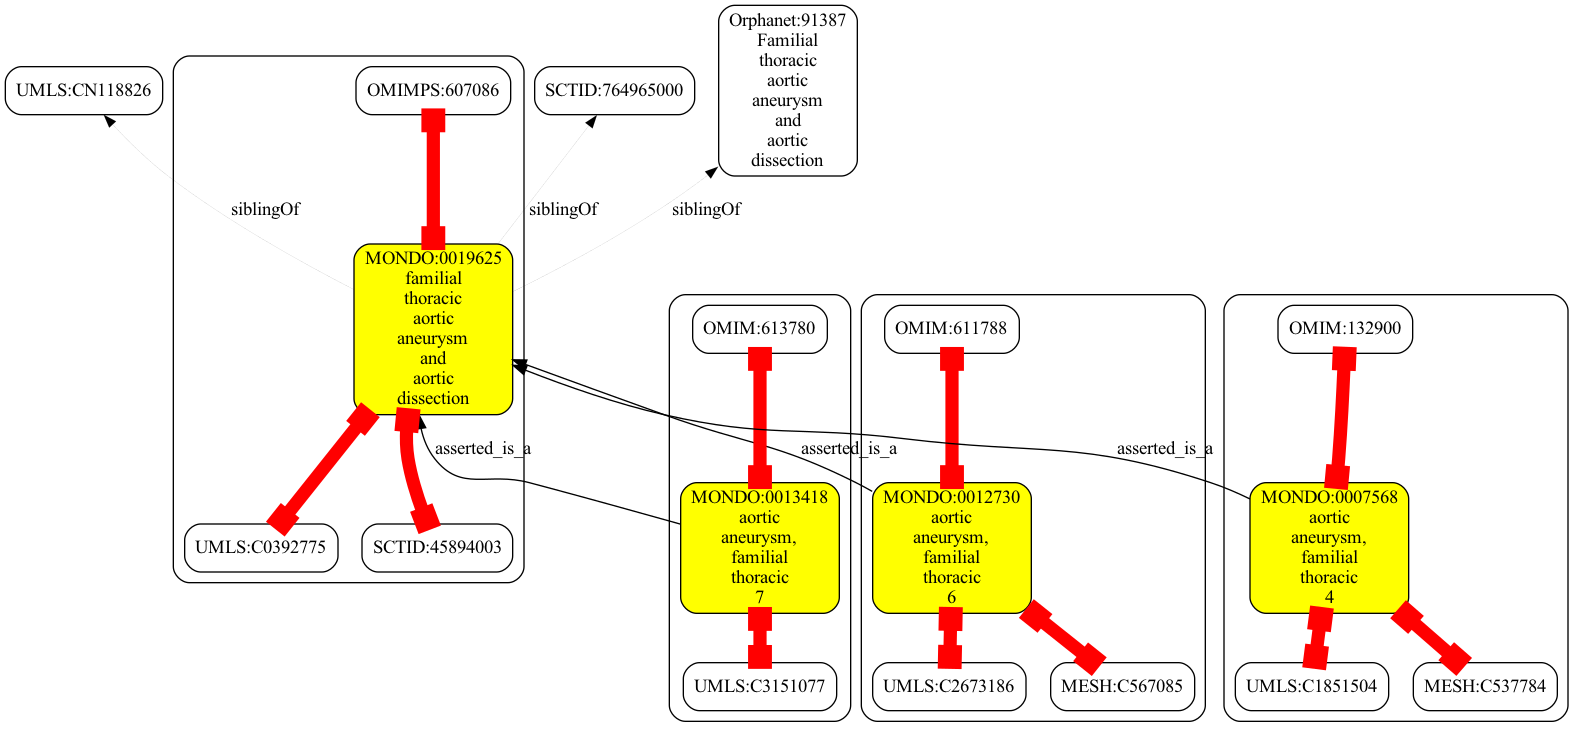 Orphanet:91387
Familial
thoracic
aortic
aneurysm
and
aortic
dissection
UMLS:CN118826
OMIMPS:607086
SCTID:764965000
siblingOf
siblingOf
siblingOf
MONDO:0019625
familial
thoracic
aortic
aneurysm
and
aortic
dissection
OMIM:613780
OMIM:611788
OMIM:132900
asserted_is_a
asserted_is_a
asserted_is_a
UMLS:C0392775
SCTID:45894003
MONDO:0013418
aortic
aneurysm,
familial
thoracic
7
MONDO:0012730
aortic
aneurysm,
familial
thoracic
6
MONDO:0007568
aortic
aneurysm,
familial
thoracic
4
UMLS:C3151077
UMLS:C2673186
MESH:C567085
UMLS:C1851504
MESH:C537784